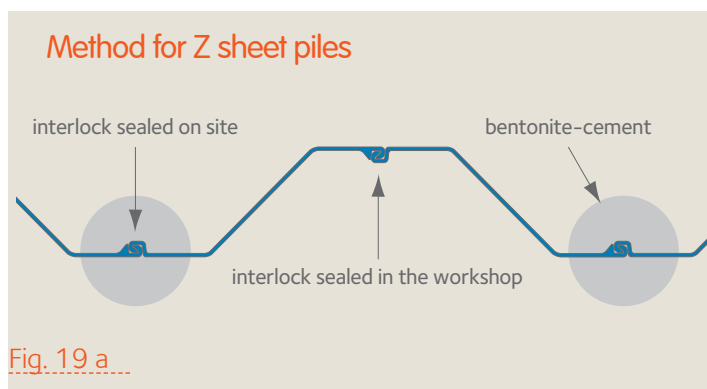 Method for Z sheet piles
interlock sealed on site
bentonite-cement
interlock sealed in the workshop
Fig. 19 a